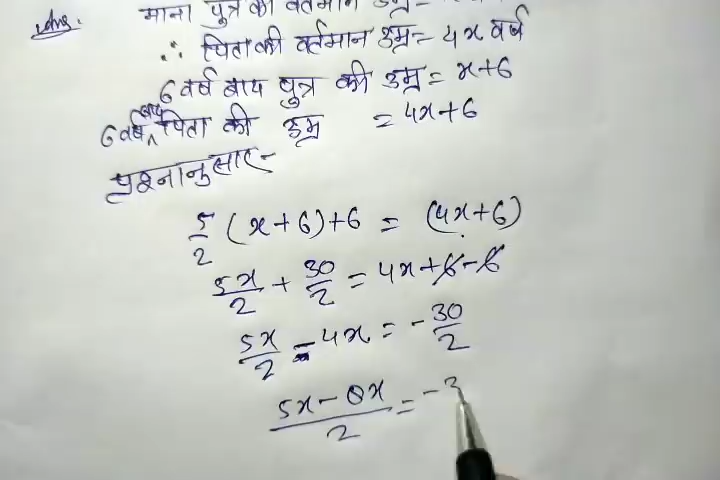 Ans.
माना पुत्र की वर्तमान उम्र=
∴ पिता की वर्तमान उम्र= 4x वर्ष
6 वर्ष बाद पुत्र की उम्र = x+6
6 वर्ष बाद पिता की उम्र = 4x+6
प्रश्नानुसार-
5/2 (x+6)+6 = (4x+6)
5x/2 + 30/2 = 4x+6-6
5x/2 - 4x = - 30/2
5x-8x/2 = -3